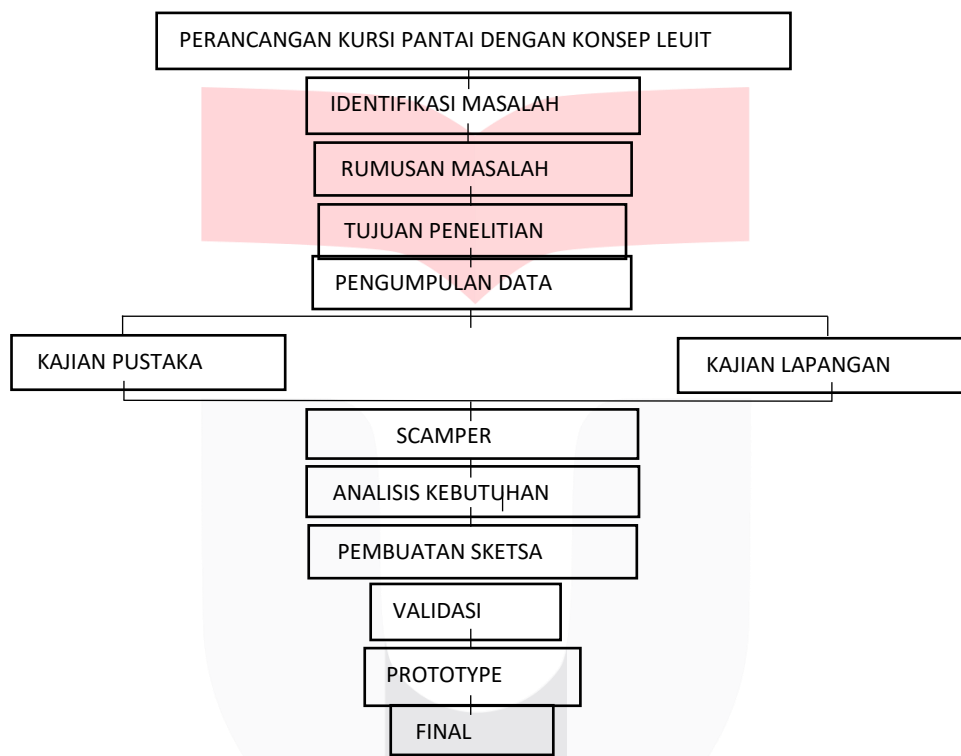 PERANCANGAN KURSI PANTAI DENGAN KONSEP LEUIT
IDENTIFIKASI MASALAH
RUMUSAN MASALAH
TUJUAN PENELITIAN
PENGUMPULAN DATA
KAJIAN PUSTAKA
KAJIAN LAPANGAN
SCAMPER
ANALISIS KEBUTUHAN
PEMBUATAN SKETSA
VALIDASI
PROTOTYPE
FINAL